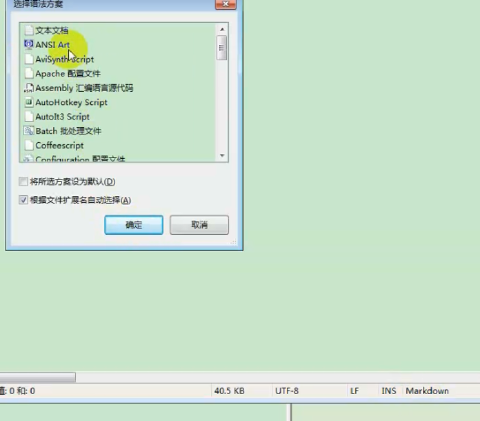 选择语法方案
文本文档
ANSI Art
AviSynth Script
Apache 配置文件
Assembly 汇编语言源代码
AutoHotkey Script
AutoIt3 Script
Batch 批处理文件
Coffeescript
Configuration 配置文件
将所选方案设为默认(D)
根据文件扩展名自动选择(A)
确定 取消
: 0 和: 0 40.5 KB UTF-8 LF INS Markdown